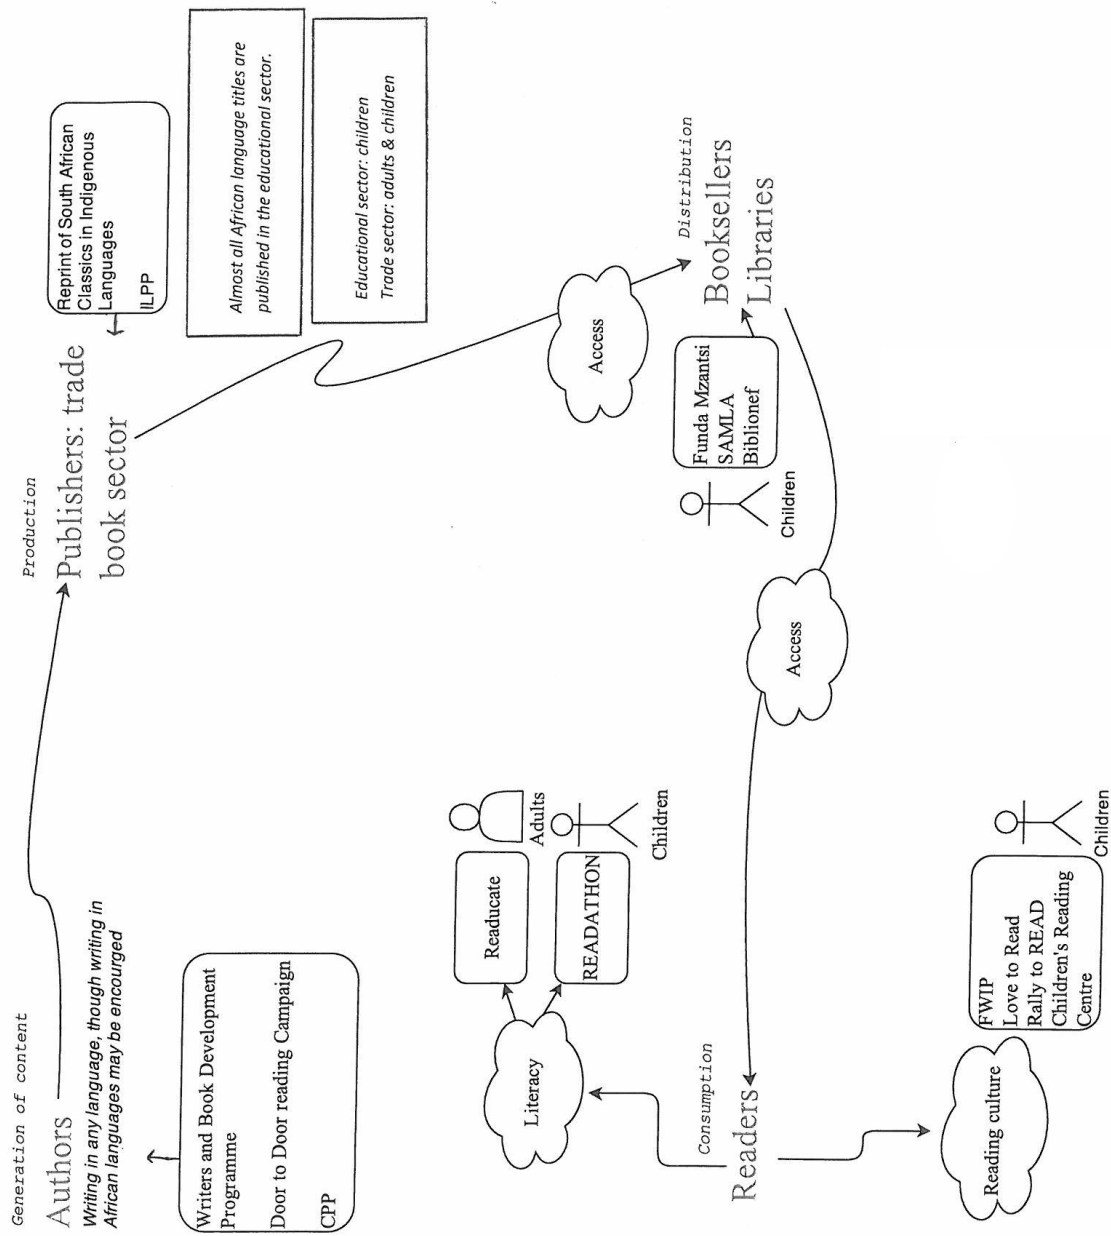 Generation of content
Authors
Writing in any language, though writing in
African languages may be encourged
Writers and Book Development
Programme
Door to Door reading Campaign
CPP
Production
Publishers: trade
book sector
Reprint of South African
Classics in Indigenous
Languages
ILPP
Almost all African language titles are
published in the educational sector.
Educational sector: children
Trade sector: adults & children
Access
Distribution
Booksellers
Libraries
Funda Mzantsi
SAMLA
Biblionef
Children
Access
Consumption
Readers
Literacy
Readucate
Adults
READATHON
Children
Reading culture
FWIP
Love to Read
Rally to READ
Children's Reading
Centre
Children